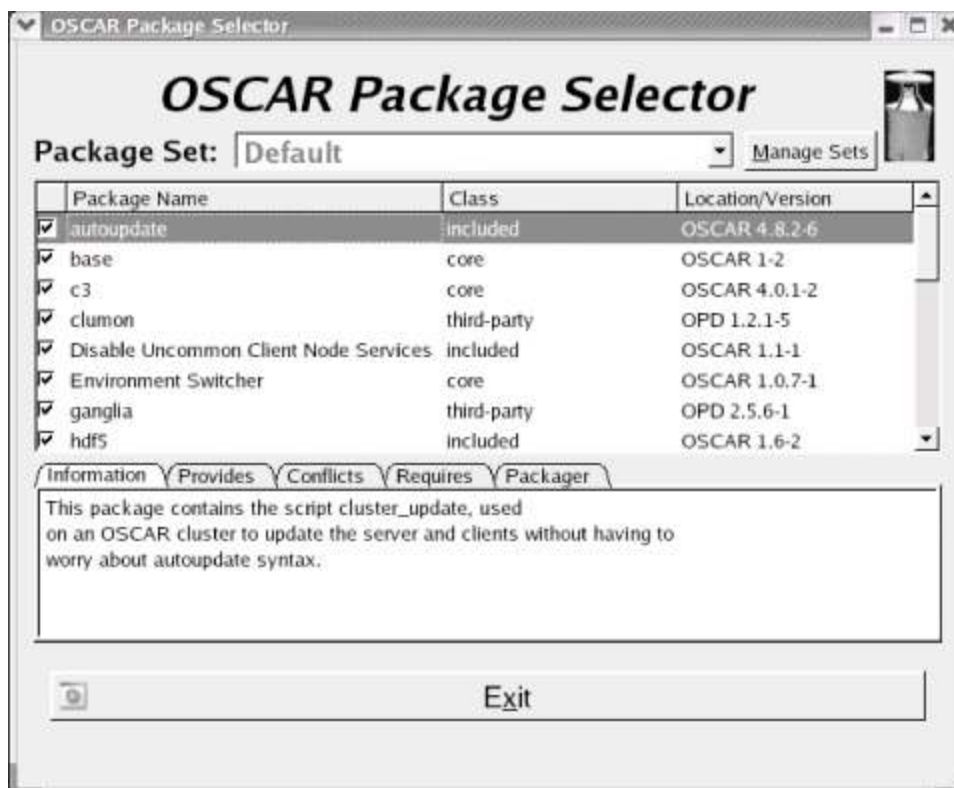 OSCAR Package Selector
OSCAR Package Selector
Package Set: Default Manage Sets
Package Name Class Location/Version
autoupdate included OSCAR 4.8.2-6
base core OSCAR 1-2
c3 core OSCAR 4.0.1-2
clumon third-party OPD 1.2.1-5
Disable Uncommon Client Node Services included OSCAR 1.1-1
Environment Switcher core OSCAR 1.0.7-1
ganglia third-party OPD 2.5.6-1
hdf5 included OSCAR 1.6-2
Information Provides Conflicts Requires Packager
This package contains the script cluster_update, used
on an OSCAR cluster to update the server and clients without having to
worry about autoupdate syntax.
Exit